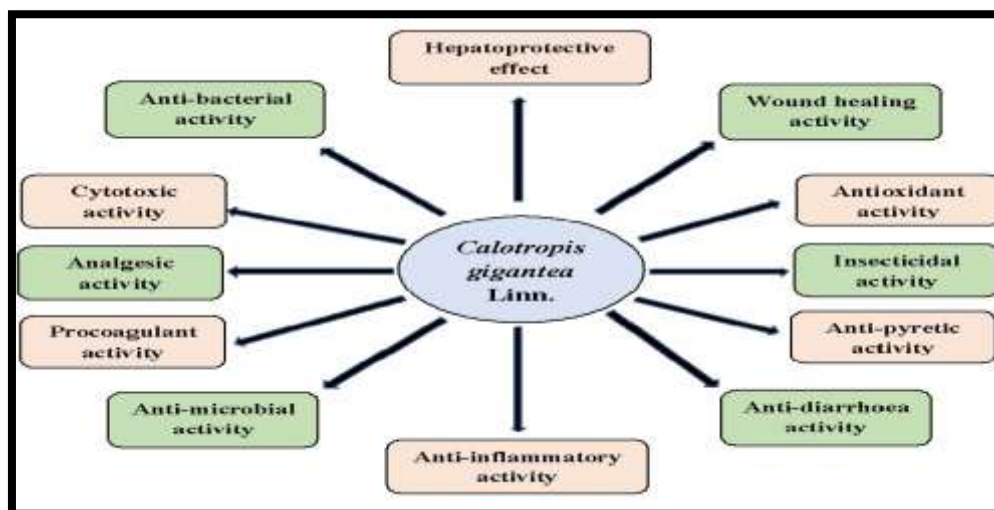 Hepatoprotective
effect
Anti-bacterial
activity
Wound healing
activity
Cytotoxic
activity
Antioxidant
activity
Calotropis
gigantea
Linn.
Analgesic
activity
Insecticidal
activity
Procoagulant
activity
Anti-pyretic
activity
Anti-microbial
activity
Anti-diarrhoea
activity
Anti-inflammatory
activity